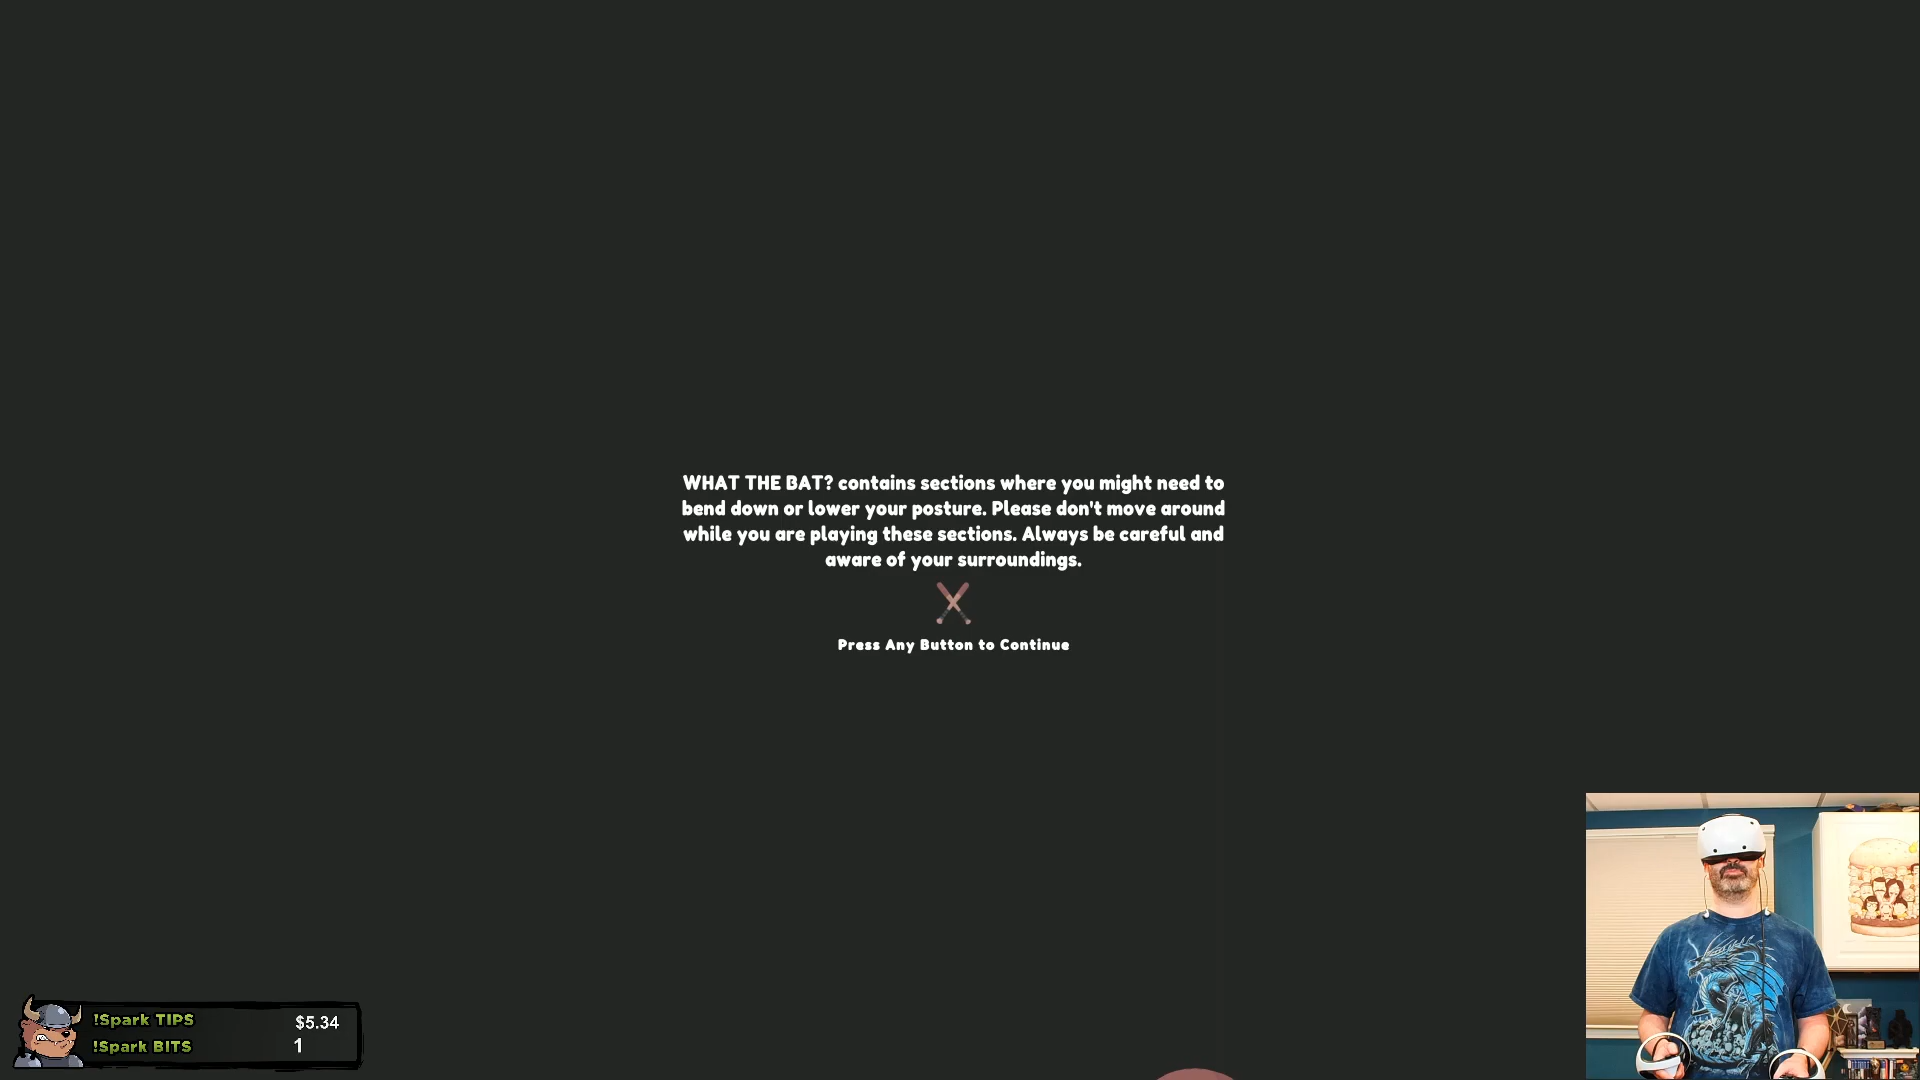 WHAT THE BAT? contains sections where you might need to
bend down or lower your posture. Please don't move around
while you are playing these sections. Always be careful and
aware of your surroundings.
Press Any Button to Continue
!Spark TIPS $5.34
!Spark BITS 1